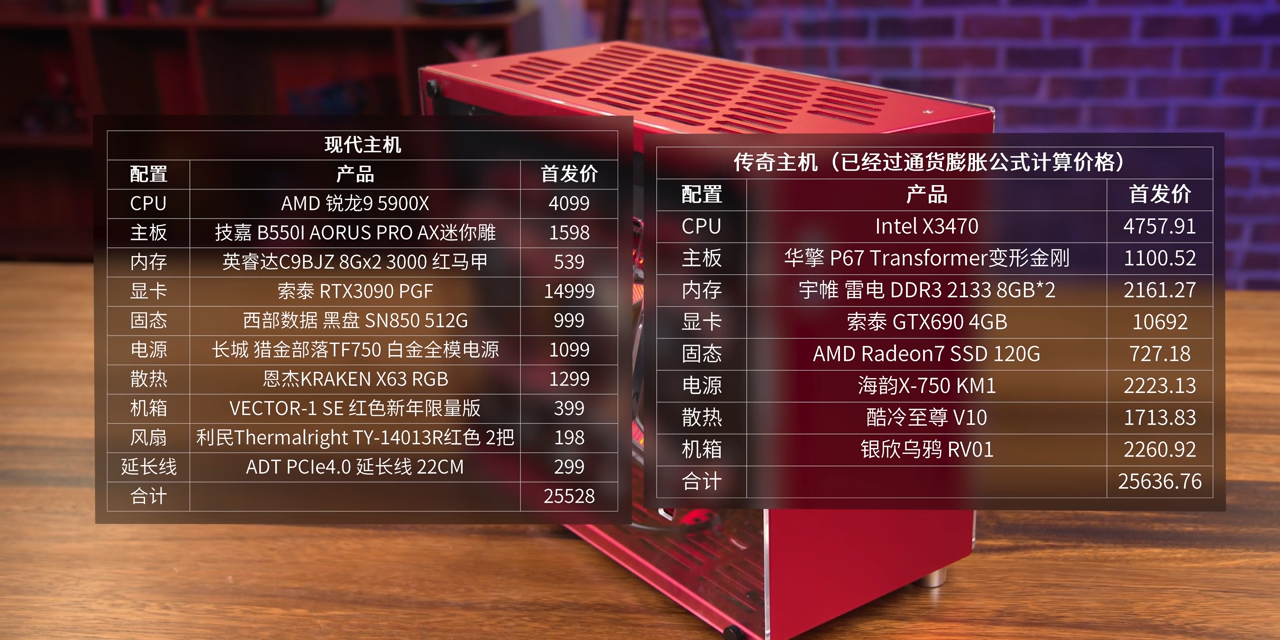 现代主机
配置 产品 首发价
CPU AMD 锐龙9 5900X 4099
主板 技嘉 B550I AORUS PRO AX迷你雕 1598
内存 英睿达C9BJZ 8Gx2 3000 红马甲 539
显卡 索泰 RTX3090 PGF 14999
固态 西部数据 黑盘 SN850 512G 999
电源 长城 猎金部落TF750 白金全模电源 1099
散热 恩杰KRAKEN X63 RGB 1299
机箱 VECTOR-1 SE 红色新年限量版 399
风扇 利民Thermalright TY-14013R红色 2把 198
延长线 ADT PCIe4.0 延长线 22CM 299
合计 25528
传奇主机（已经过通货膨胀公式计算价格）
配置 产品 首发价
CPU Intel X3470 4757.91
主板 华擎 P67 Transformer变形金刚 1100.52
内存 宇帷 雷电 DDR3 2133 8GB*2 2161.27
显卡 索泰 GTX690 4GB 10692
固态 AMD Radeon7 SSD 120G 727.18
电源 海韵X-750 KM1 2223.13
散热 酷冷至尊 V10 1713.83
机箱 银欣乌鸦 RV01 2260.92
合计 25636.76